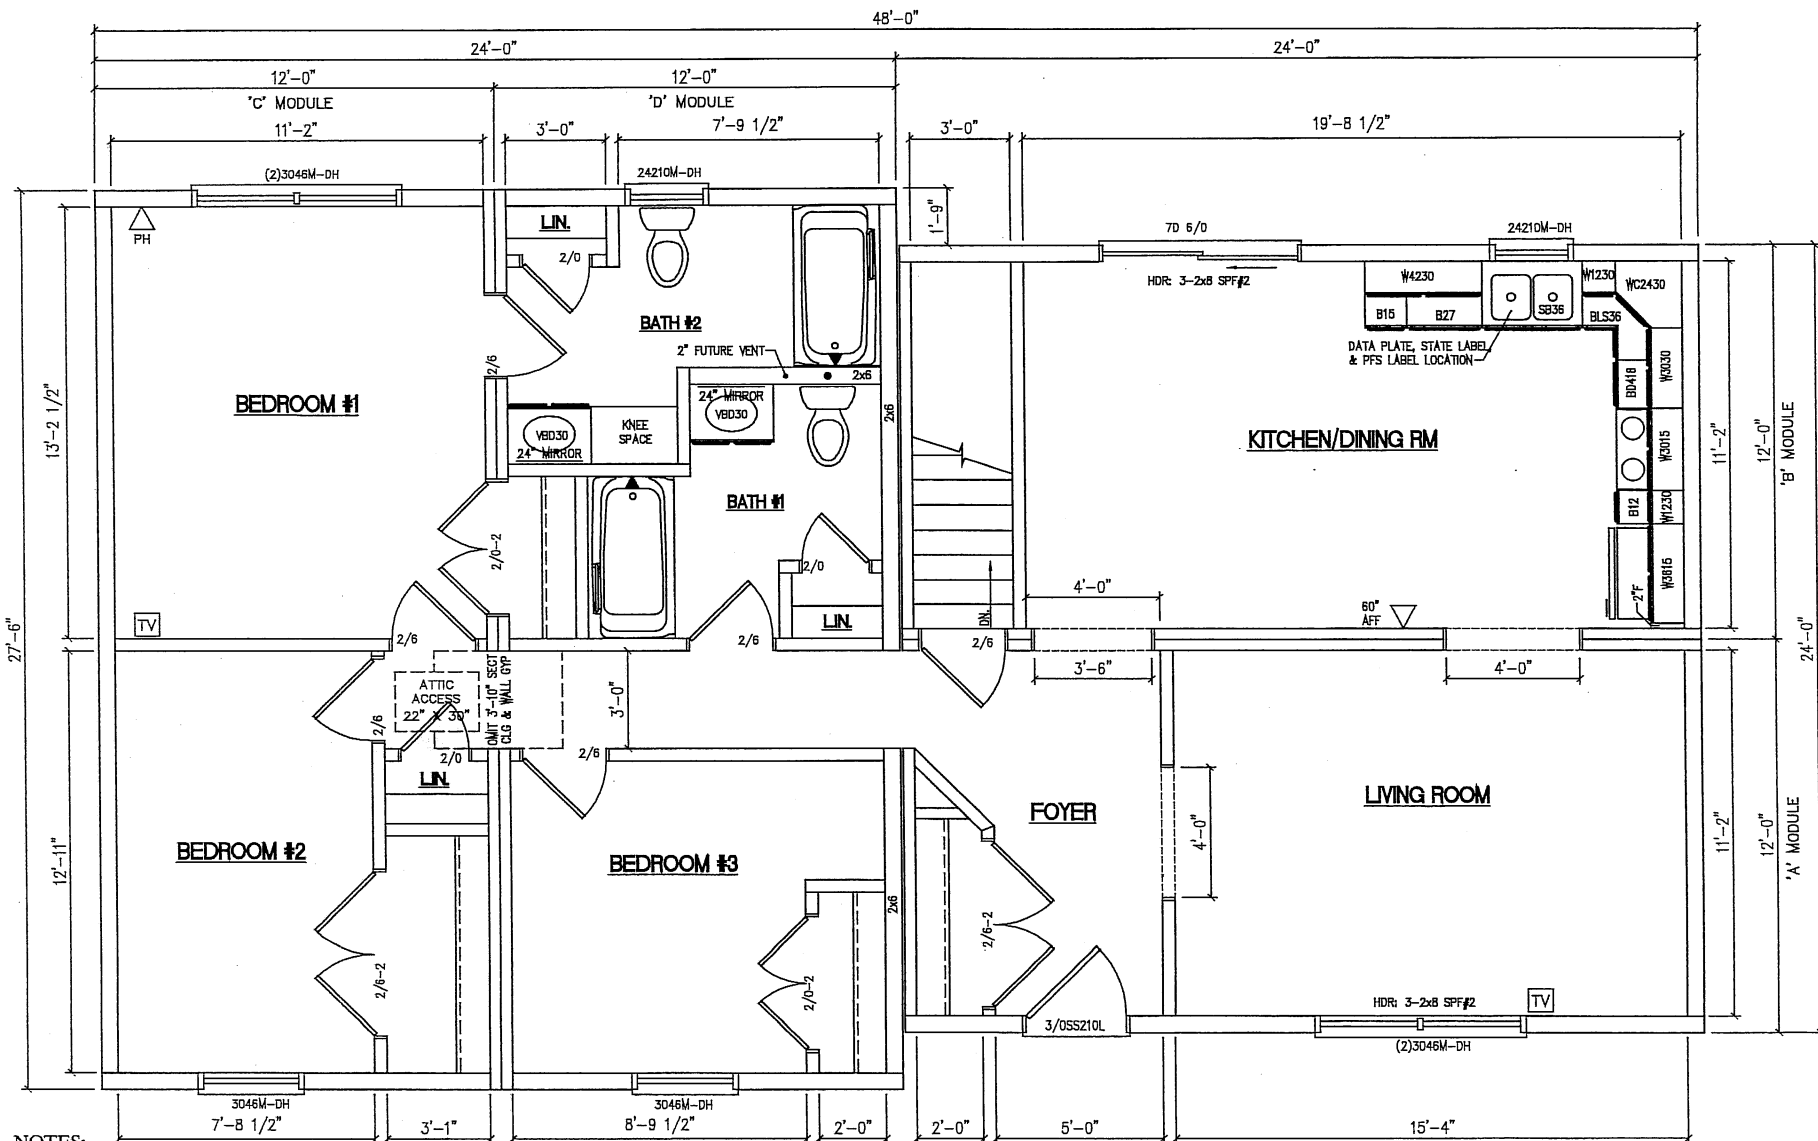 48'-0"
24'-0"
24'-0"
12'-0"
12'-0"
'C' MODULE
'D' MODULE
11'-2"
3'-0"
7'-9 1/2"
3'-0"
19'-8 1/2"
(2)3046M-DH
24210M-DH
1'-9"
7D 6/0
24210M-DH
PH
LIN.
2/0
HDR: 3-2x8 SPF#2
W4230
W1230
WC2430
B15
B27
SB36
BLS36
BATH #2
2" FUTURE VENT
2x6
DATA PLATE, STATE LABEL,
& PFS LABEL LOCATION
2/6
BD418
W3030
13'-2 1/2"
BEDROOM #1
24" MIRROR
VBD30
2x6
VBD30
24" MIRROR
KNEE
SPACE
KITCHEN/DINING RM
W3015
11'-2"
12'-0"
'B' MODULE
BATH #1
B12
W1230
2/0-2
2/0
4'-0"
W3615
2"F
60"
AFF
DN.
TV
LIN.
27'-6"
24'-0"
2/6
2/6
2/6
3'-6"
4'-0"
ATTIC
ACCESS
22" X 30"
OMIT 3'-10" SECT
CLG & WALL GYP
3'-0"
2/6
2/0
2/6
LIN.
LIVING ROOM
FOYER
4'-0"
12'-11"
BEDROOM #2
BEDROOM #3
11'-2"
12'-0"
'A' MODULE
2x6
2/6-2
2/6-2
2/0-2
HDR: 3-2x8 SPF#2
TV
3/0SS210L
(2)3046M-DH
3046M-DH
3046M-DH
7'-8 1/2"
3'-1"
8'-9 1/2"
2'-0"
2'-0"
5'-0"
15'-4"
NOTES: